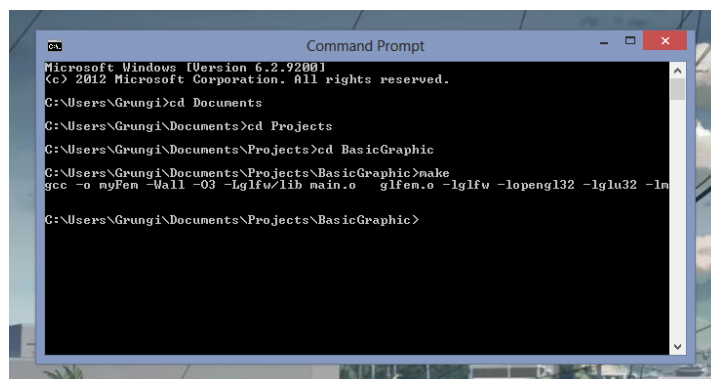 Command Prompt
Microsoft Windows [Version 6.2.9200]
(c) 2012 Microsoft Corporation. All rights reserved.
C:\Users\Grungi>cd Documents
C:\Users\Grungi\Documents>cd Projects
C:\Users\Grungi\Documents\Projects>cd BasicGraphic
C:\Users\Grungi\Documents\Projects\BasicGraphic>make
gcc -o myFem -Wall -O3 -Lglfw/lib main.o   glfem.o -lglfw -lopengl32 -lglu32 -lm
C:\Users\Grungi\Documents\Projects\BasicGraphic>